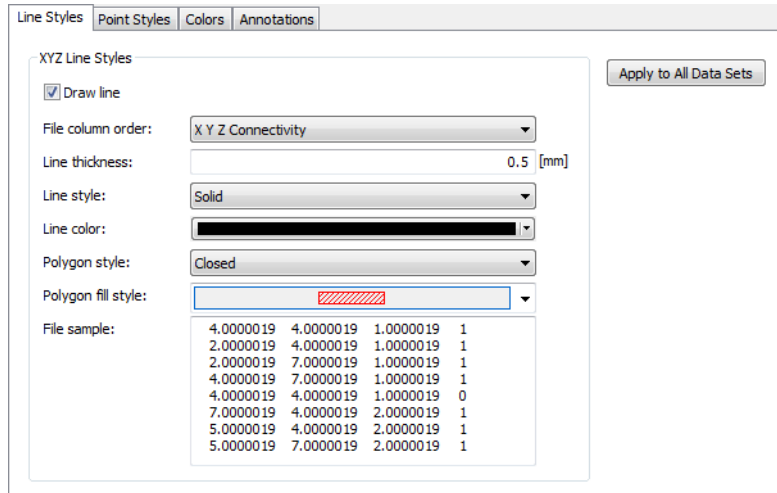 Line Styles Point Styles Colors Annotations
XYZ Line Styles
Apply to All Data Sets
Draw line
File column order: X Y Z Connectivity
Line thickness: 0.5 [mm]
Line style: Solid
Line color:
Polygon style: Closed
Polygon fill style:
File sample:
4.0000019 4.0000019 1.0000019 1
2.0000019 4.0000019 1.0000019 1
2.0000019 7.0000019 1.0000019 1
4.0000019 7.0000019 1.0000019 1
4.0000019 4.0000019 1.0000019 0
7.0000019 4.0000019 2.0000019 1
5.0000019 4.0000019 2.0000019 1
5.0000019 7.0000019 2.0000019 1